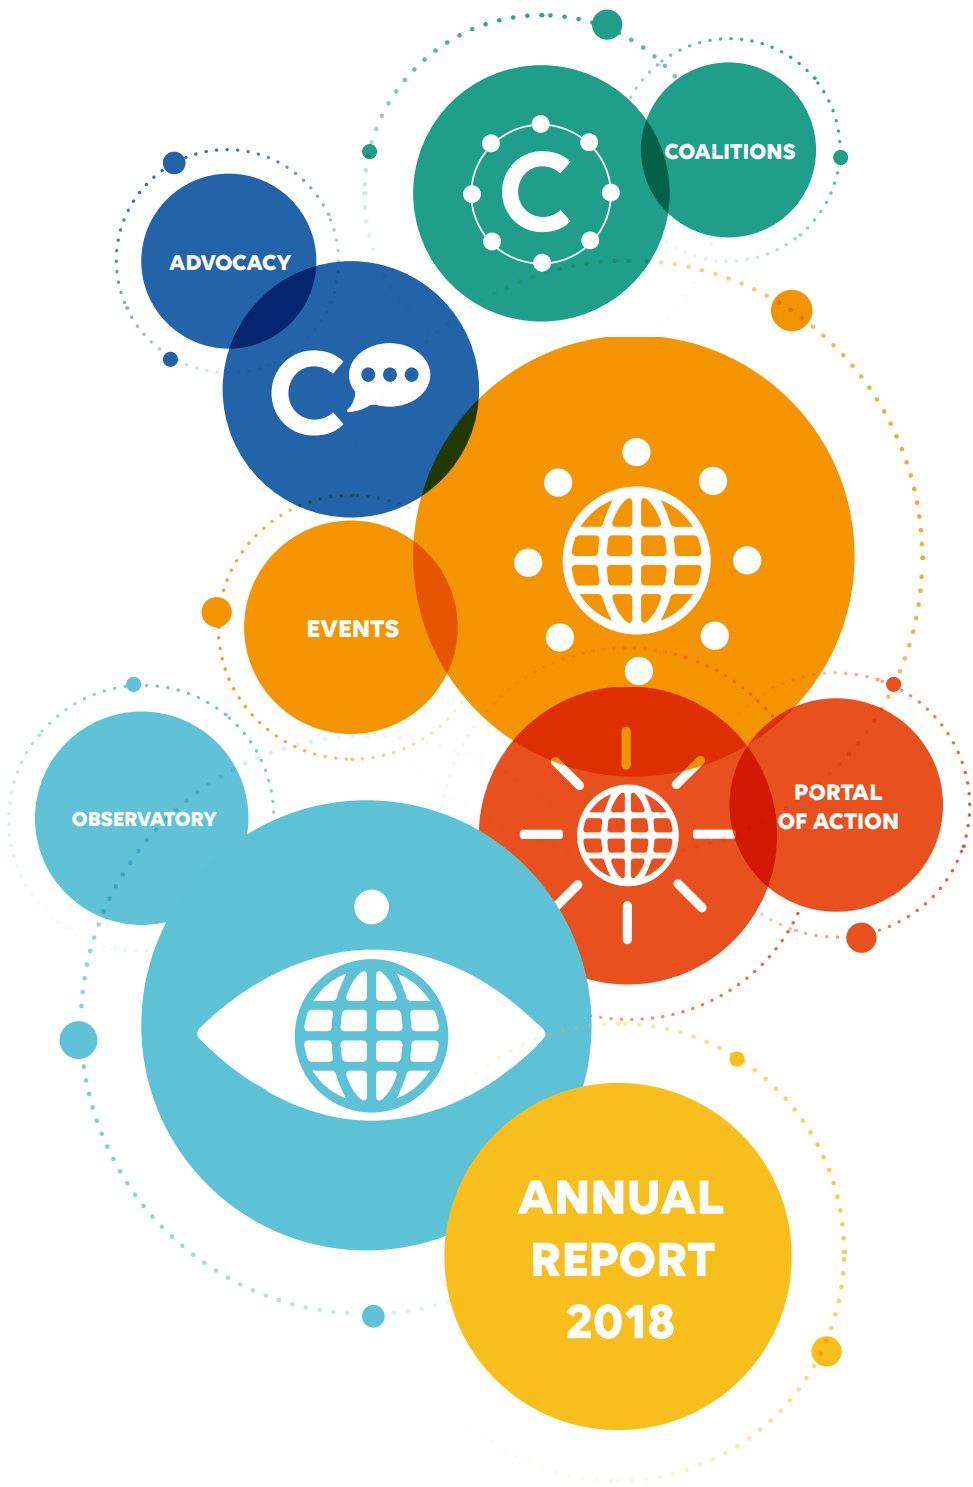 COALITIONS
ADVOCACY
EVENTS
PORTAL
OF ACTION
OBSERVATORY
ANNUAL
REPORT
2018